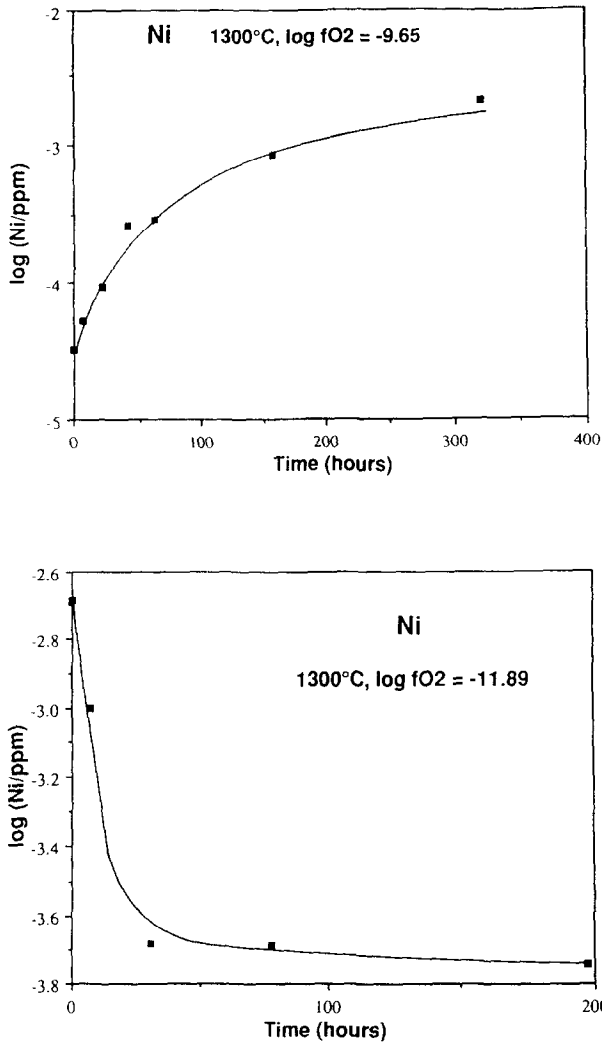 -2
Ni 1300°C, log fO2 = -9.65
-3
-4
-5
log (Ni/ppm)
0 100 200 300 400
Time (hours)
-2.6
Ni
-2.8
1300°C, log fO2 = -11.89
-3.0
-3.2
-3.4
-3.6
-3.8
log (Ni/ppm)
0 100 200
Time (hours)